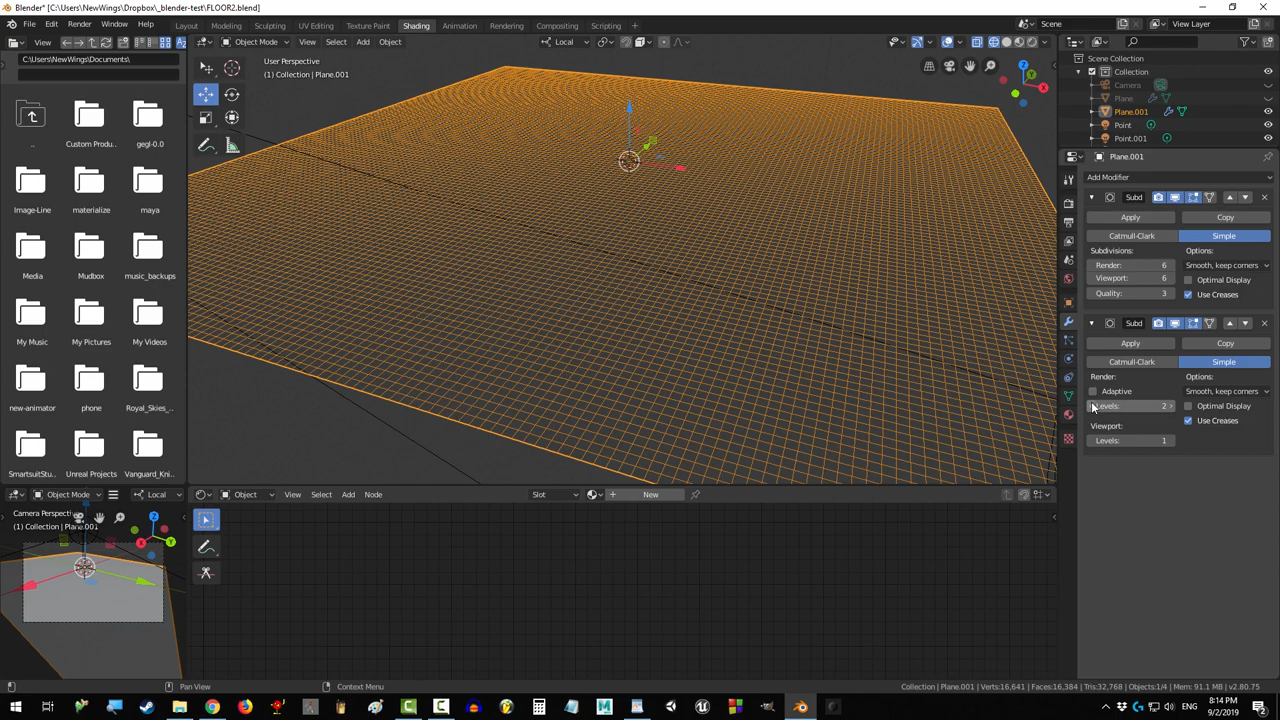 Blender* [C:\Users\NewWings\Dropbox\_blender-test\FLOOR2.blend]
File Edit Render Window Help
Layout Modeling Sculpting UV Editing Texture Paint Shading Animation Rendering Compositing Scripting
Scene
View Layer
View
C:\Users\NewWings\Documents\
..
Custom Produ..
gegl-0.0
Image-Line
materialize
maya
Media
Mudbox
music_backups
My Music
My Pictures
My Videos
new-animator
phone
Royal_Skies_..
SmartsuitStu..
Unreal Projects
Vanguard_Kni..
Object Mode View Select Add Object
Local
User Perspective
(1) Collection | Plane.001
Scene Collection
Collection
Camera
Plane
Plane.001
Point
Point.001
Plane.001
Add Modifier
Subd
Apply Copy
Catmull-Clark Simple
Subdivisions: Options:
Render: 6 Smooth, keep corners
Viewport: 6 Optimal Display
Quality: 3 Use Creases
Subd
Apply Copy
Catmull-Clark Simple
Render: Options:
Adaptive Smooth, keep corners
Levels: 2 Optimal Display
Viewport: Use Creases
Levels: 1
Object Mode Local
Camera Perspective
(1) Collection | Plane.001
Object View Select Add Node
Slot
New
Pan View
Context Menu
Collection | Plane.001 | Verts:16,641 | Faces:16,384 | Tris:32,768 | Objects:1/4 | Mem: 91.1 MB | v2.80.75
ENG
8:14 PM
9/2/2019